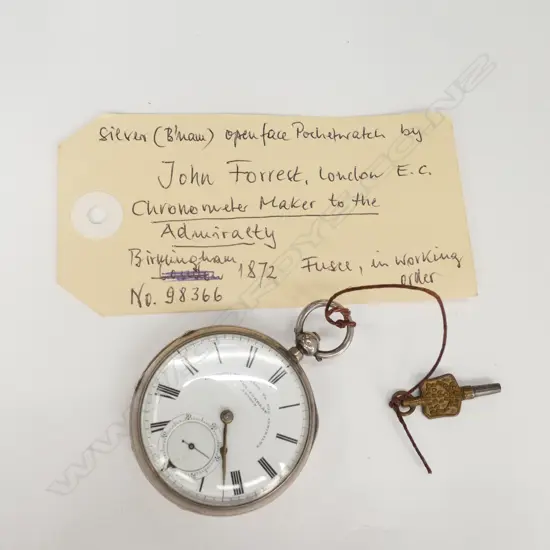 Silver (B'ham) openface Pocketwatch by
John Forrest, London E.C.
Chronometer Maker to the
Admiralty
Birmingham 1872 Fusee, in working
order
No. 98366